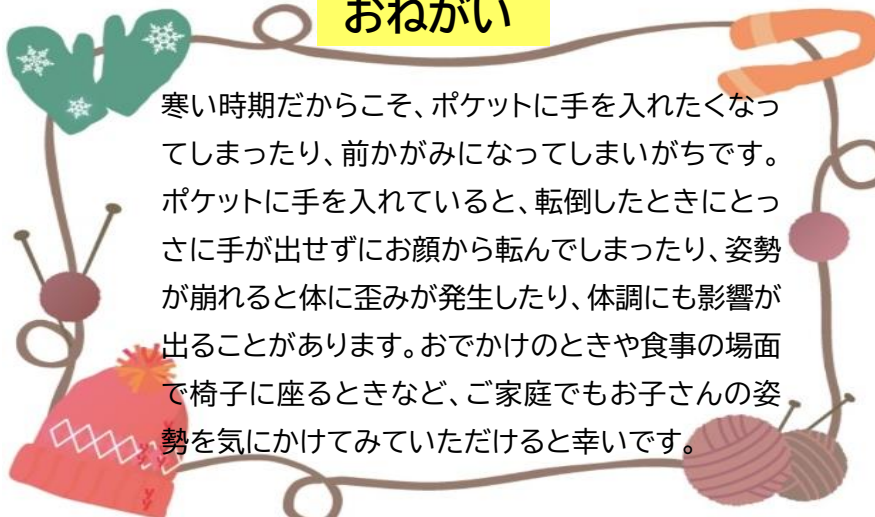 おねがい
寒い時期だからこそ、ポケットに手を入れたくなっ
てしまったり、前かがみになってしまいがちです。
ポケットに手を入れていると、転倒したときにとっ
さに手が出せずにお顔から転んでしまったり、姿勢
が崩れると体に歪みが発生したり、体調にも影響が
出ることがあります。おでかけのときや食事の場面
で椅子に座るときなど、ご家庭でもお子さんの姿
勢を気にかけてみていただけると幸いです。